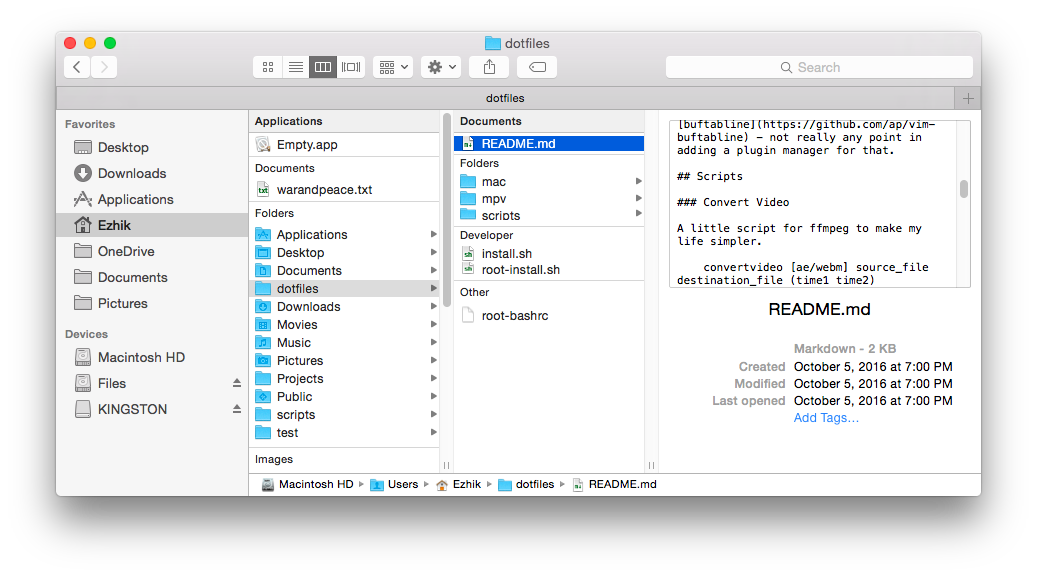 dotfiles
Search
dotfiles
Favorites
Desktop
Downloads
Applications
Ezhik
OneDrive
Documents
Pictures
Devices
Macintosh HD
Files
KINGSTON
Applications
Empty.app
Documents
warandpeace.txt
Folders
Applications
Desktop
Documents
dotfiles
Downloads
Movies
Music
Pictures
Projects
Public
scripts
test
Images
Documents
README.md
Folders
mac
mpv
scripts
Developer
install.sh
root-install.sh
Other
root-bashrc
[buftabline](https://github.com/ap/vim-
buftabline) – not really any point in
adding a plugin manager for that.
## Scripts
### Convert Video
A little script for ffmpeg to make my
life simpler.
convertvideo [ae/webm] source_file
destination_file (time1 time2)
README.md
Markdown - 2 KB
Created October 5, 2016 at 7:00 PM
Modified October 5, 2016 at 7:00 PM
Last opened October 5, 2016 at 7:00 PM
Add Tags…
Macintosh HD Users Ezhik dotfiles README.md